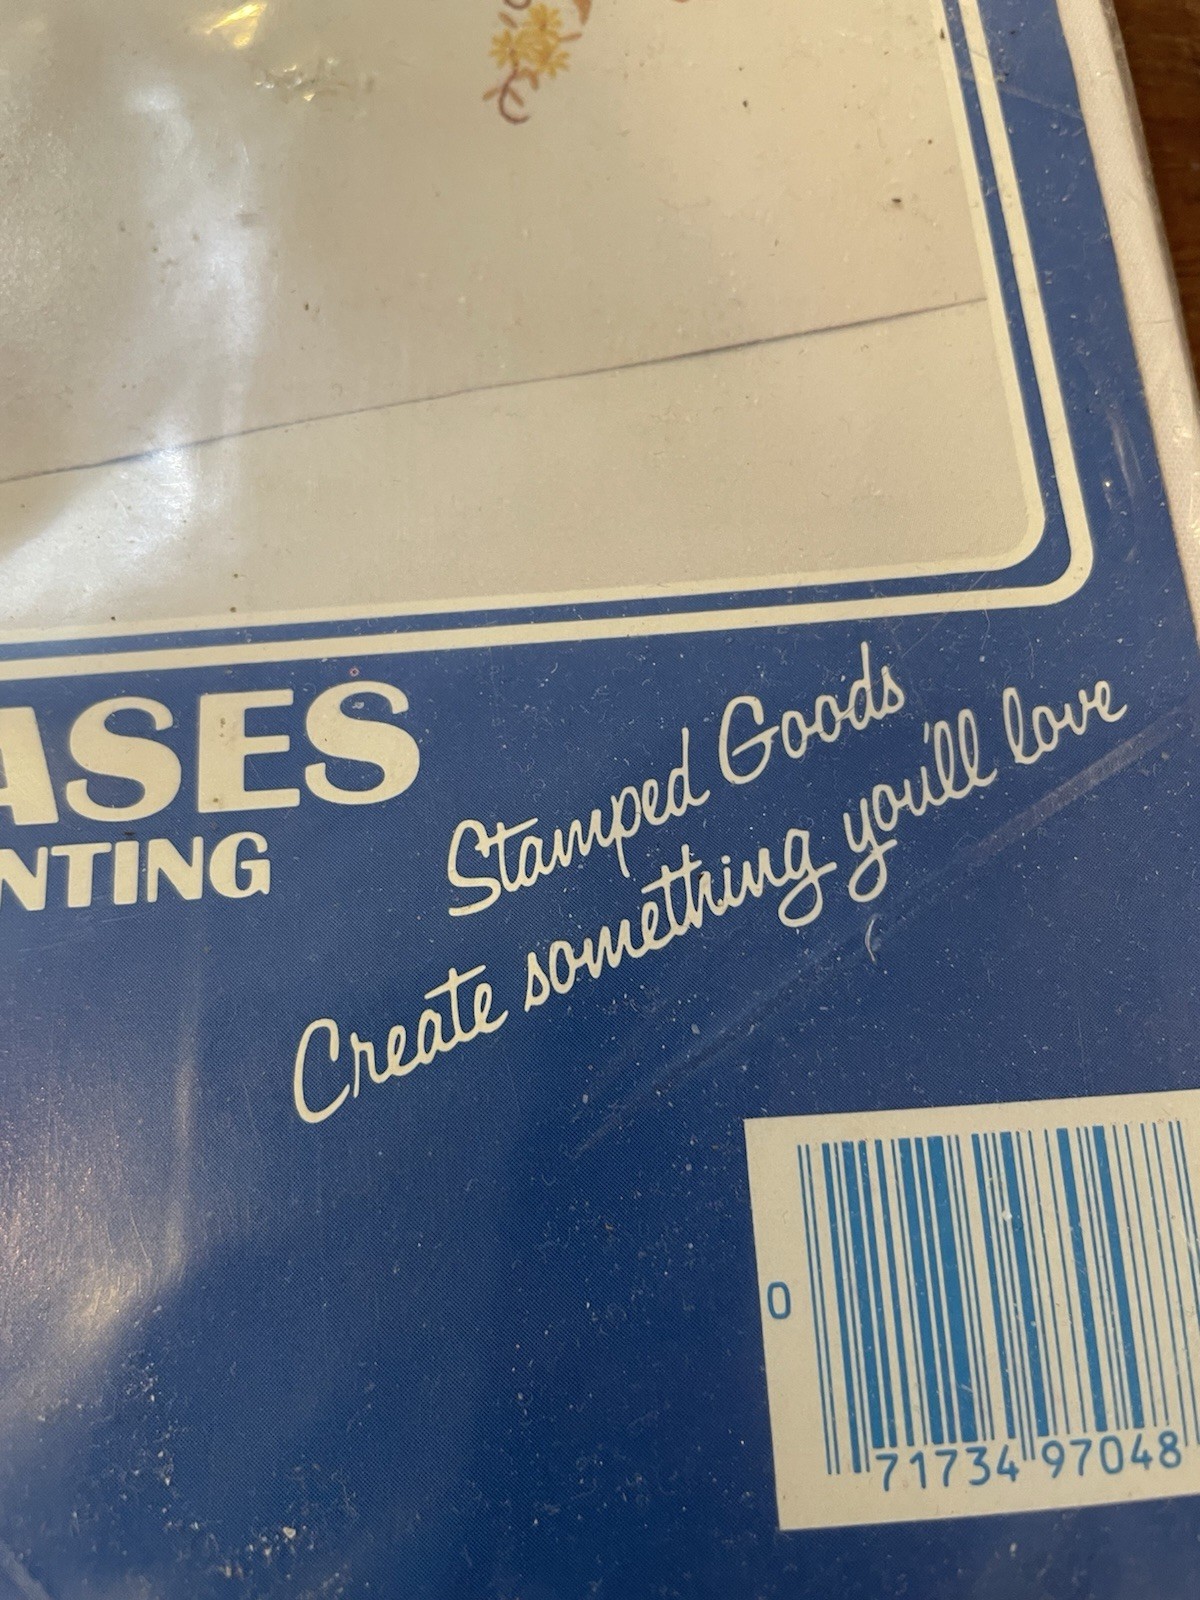 ASES
NTING
Stamped Goods
Create something you'll love
0
71734 97048